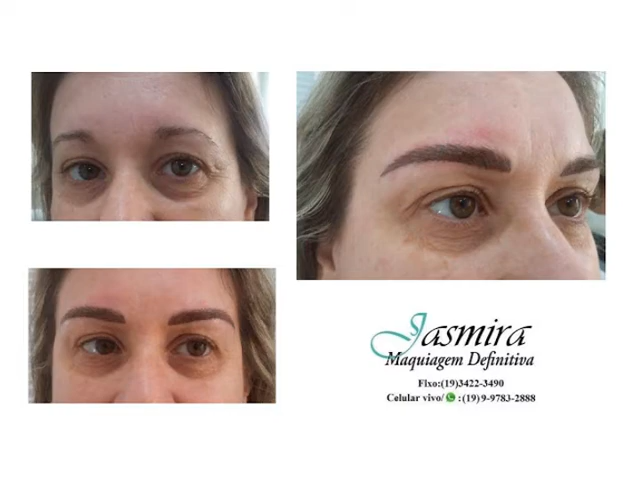 Jasmira
Maquiagem Definitiva
FIxo:(19)3422-3490
Celular vivo/ : (19) 9-9783-2888